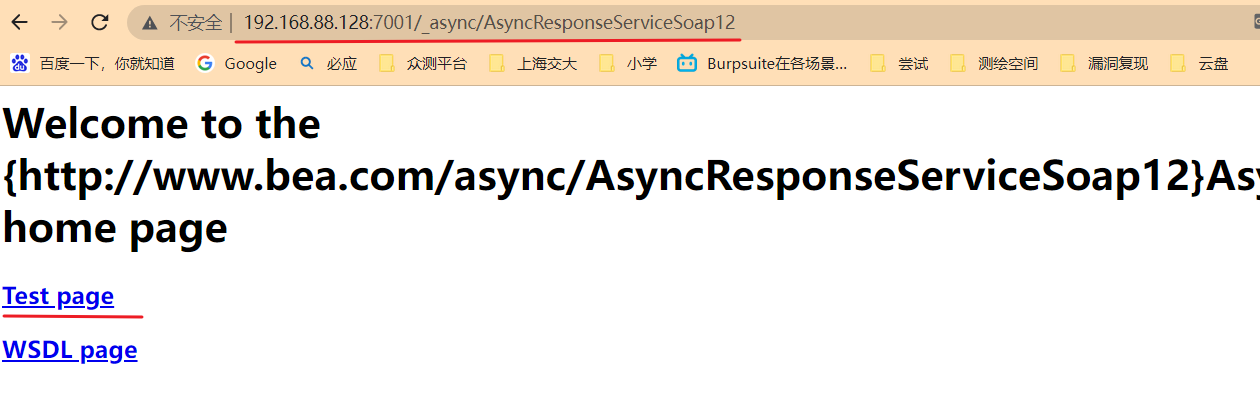 不安全 | 192.168.88.128:7001/_async/AsyncResponseServiceSoap12
百度一下，你就知道 Google 必应 众测平台 上海交大 小学 Burpsuite在各场景... 尝试 测绘空间 漏洞复现 云盘
Welcome to the
{http://www.bea.com/async/AsyncResponseServiceSoap12}Asy
home page
Test page
WSDL page